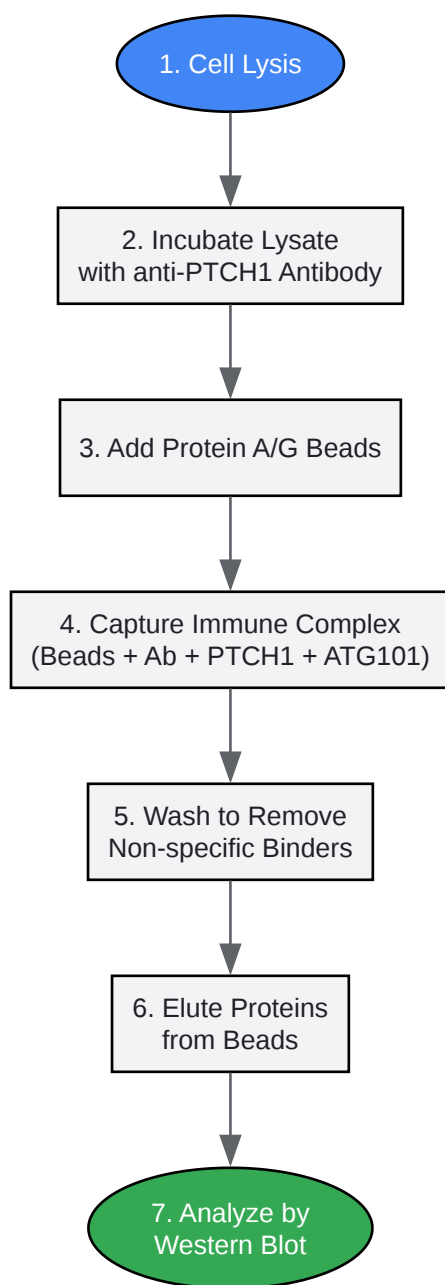 1. Cell Lysis
2. Incubate Lysate
with anti-PTCH1 Antibody
3. Add Protein A/G Beads
4. Capture Immune Complex
(Beads + Ab + PTCH1 + ATG101)
5. Wash to Remove
Non-specific Binders
6. Elute Proteins
from Beads
7. Analyze by
Western Blot